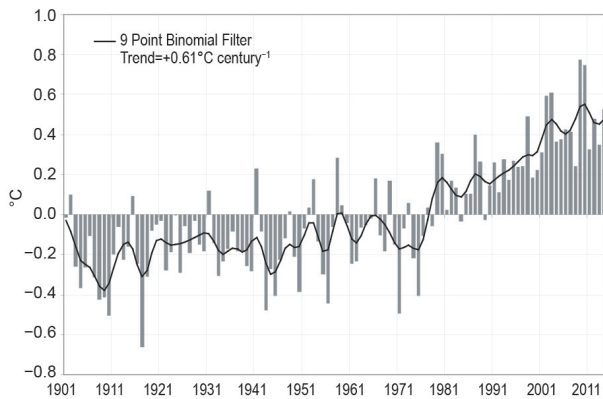 1.0
9 Point Binomial Filter
Trend=+0.61°C century⁻¹
0.8
0.6
0.4
0.2
°C
0.0
−0.2
−0.4
−0.6
−0.8
1901 1911 1921 1931 1941 1951 1961 1971 1981 1991 2001 2011